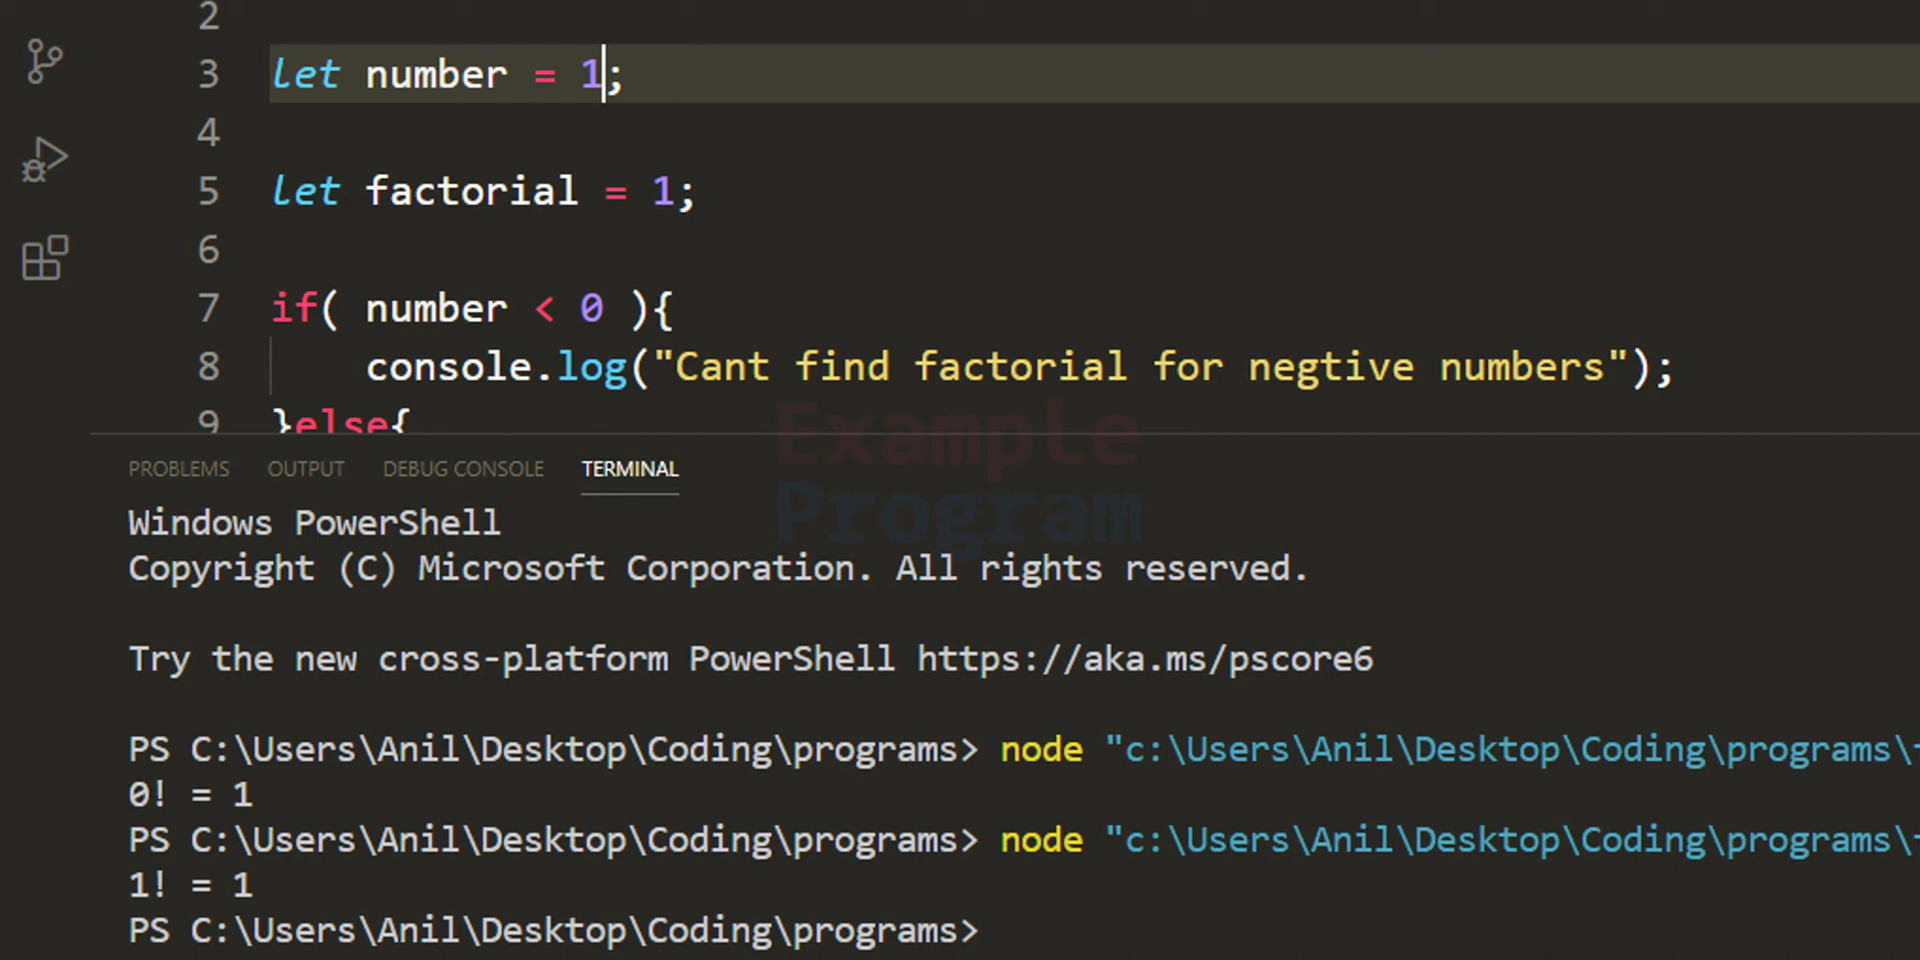 2
3 let number = 1;
4
5 let factorial = 1;
6
7 if( number < 0 ){
8 console.log("Cant find factorial for negtive numbers");
9 }else{
Example
Program
PROBLEMS OUTPUT DEBUG CONSOLE TERMINAL
Windows PowerShell
Copyright (C) Microsoft Corporation. All rights reserved.
Try the new cross-platform PowerShell https://aka.ms/pscore6
PS C:\Users\Anil\Desktop\Coding\programs> node "c:\Users\Anil\Desktop\Coding\programs\
0! = 1
PS C:\Users\Anil\Desktop\Coding\programs> node "c:\Users\Anil\Desktop\Coding\programs\
1! = 1
PS C:\Users\Anil\Desktop\Coding\programs>